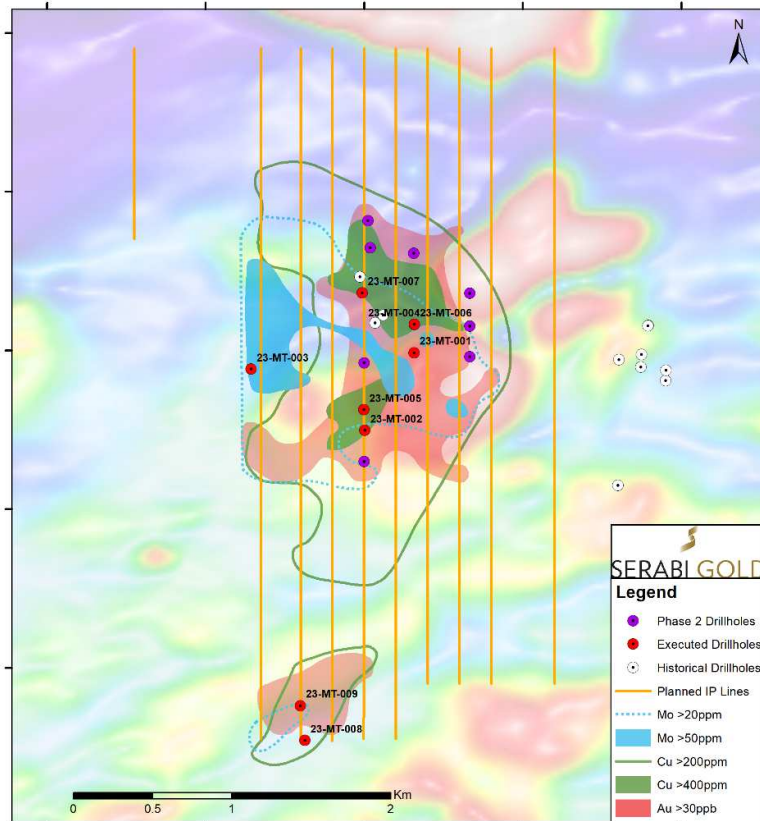 N
23-MT-007
23-MT-004 23-MT-006
23-MT-001
23-MT-003
23-MT-005
23-MT-002
23-MT-009
23-MT-008
Km
0 0.5 1 2
SERABI GOLD
Legend
Phase 2 Drillholes
Executed Drillholes
Historical Drillholes
Planned IP Lines
Mo >20ppm
Mo >50ppm
Cu >200ppm
Cu >400ppm
Au >30ppb